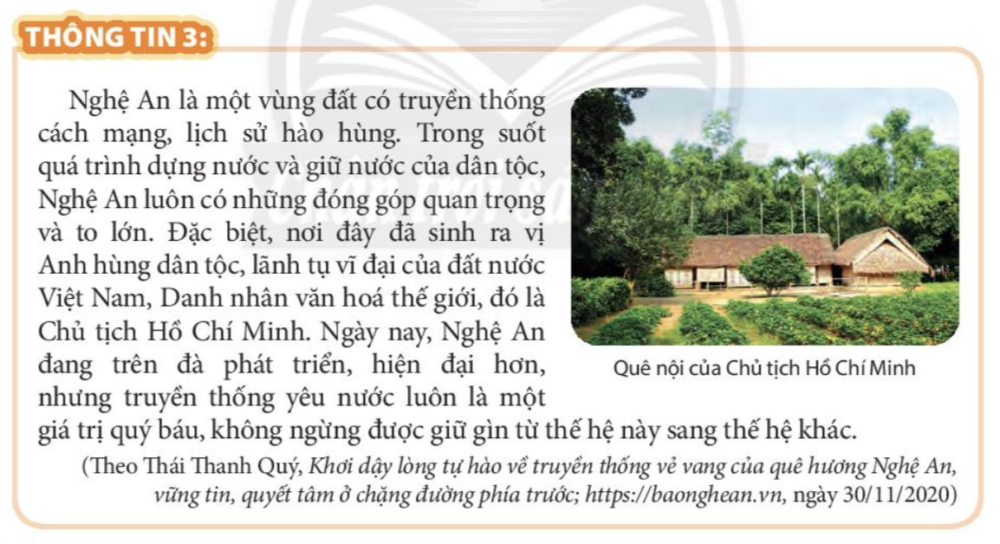 THÔNG TIN 3:
Nghệ An là một vùng đất có truyền thống
cách mạng, lịch sử hào hùng. Trong suốt
quá trình dựng nước và giữ nước của dân tộc,
Nghệ An luôn có những đóng góp quan trọng
và to lớn. Đặc biệt, nơi đây đã sinh ra vị
Anh hùng dân tộc, lãnh tụ vĩ đại của đất nước
Việt Nam, Danh nhân văn hoá thế giới, đó là
Chủ tịch Hồ Chí Minh. Ngày nay, Nghệ An
đang trên đà phát triển, hiện đại hơn,
nhưng truyền thống yêu nước luôn là một
giá trị quý báu, không ngừng được giữ gìn từ thế hệ này sang thế hệ khác.
Quê nội của Chủ tịch Hồ Chí Minh
(Theo Thái Thanh Quý, Khơi dậy lòng tự hào về truyền thống vẻ vang của quê hương Nghệ An,
vững tin, quyết tâm ở chặng đường phía trước; https://baonghean.vn, ngày 30/11/2020)